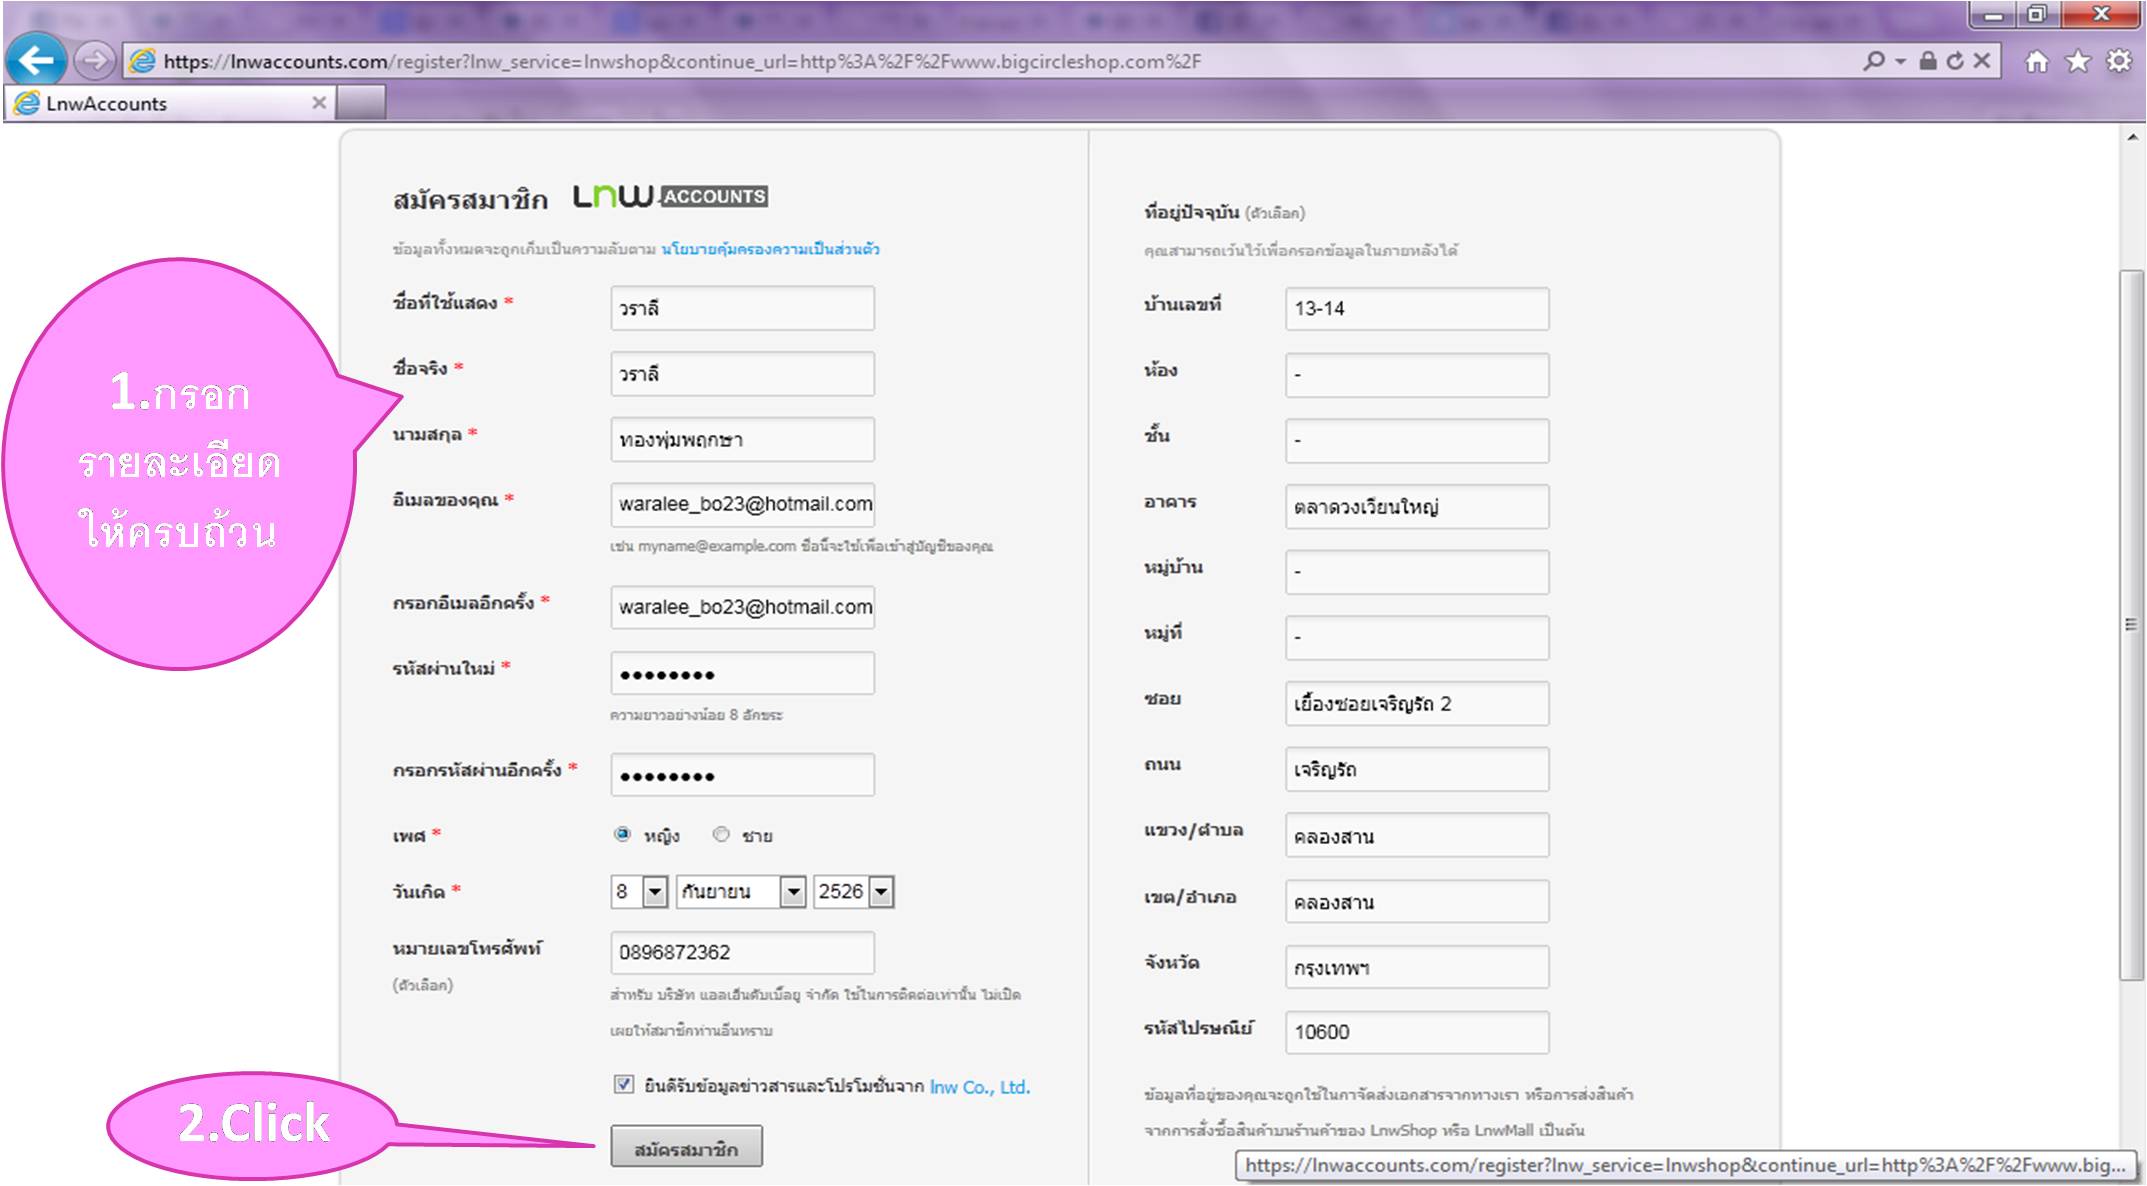 https://lnwaccounts.com/register?lnw_service=lnwshop&continue_url=http%3A%2F%2Fwww.bigcircleshop.com%2F
LnwAccounts
สมัครสมาชิก LnW ACCOUNTS
ข้อมูลทั้งหมดจะถูกเก็บเป็นความลับตาม นโยบายคุ้มครองความเป็นส่วนตัว
ชื่อที่ใช้แสดง * วราลี
ชื่อจริง * วราลี
นามสกุล * ทองพุ่มพฤกษา
อีเมลของคุณ * waralee_bo23@hotmail.com
เช่น myname@example.com ชื่อนี้จะใช้เพื่อเข้าสู่บัญชีของคุณ
กรอกอีเมลอีกครั้ง * waralee_bo23@hotmail.com
รหัสผ่านใหม่ * ••••••••
ความยาวอย่างน้อย 8 อักขระ
กรอกรหัสผ่านอีกครั้ง * ••••••••
เพศ * หญิง ชาย
วันเกิด * 8 กันยายน 2526
หมายเลขโทรศัพท์ 0896872362
(ตัวเลือก)
สำหรับ บริษัท แอลเอ็นดับเบิ้ลยู จำกัด ใช้ในการติดต่อเท่านั้น ไม่เปิด
เผยให้สมาชิกท่านอื่นทราบ
ยินดีรับข้อมูลข่าวสารและโปรโมชั่นจาก lnw Co., Ltd.
สมัครสมาชิก
1.กรอก
รายละเอียด
ให้ครบถ้วน
2.Click
ที่อยู่ปัจจุบัน (ตัวเลือก)
คุณสามารถเว้นไว้เพื่อกรอกข้อมูลในภายหลังได้
บ้านเลขที่ 13-14
ห้อง -
ชั้น -
อาคาร ตลาดวงเวียนใหญ่
หมู่บ้าน -
หมู่ที่ -
ซอย เยื้องซอยเจริญรัถ 2
ถนน เจริญรัถ
แขวง/ตำบล คลองสาน
เขต/อำเภอ คลองสาน
จังหวัด กรุงเทพฯ
รหัสไปรษณีย์ 10600
ข้อมูลที่อยู่ของคุณจะถูกใช้ในกาจัดส่งเอกสารจากทางเรา หรือการส่งสินค้า
จากการสั่งซื้อสินค้าบนร้านค้าของ LnwShop หรือ LnwMall เป็นต้น
https://lnwaccounts.com/register?lnw_service=lnwshop&continue_url=http%3A%2F%2Fwww.big...